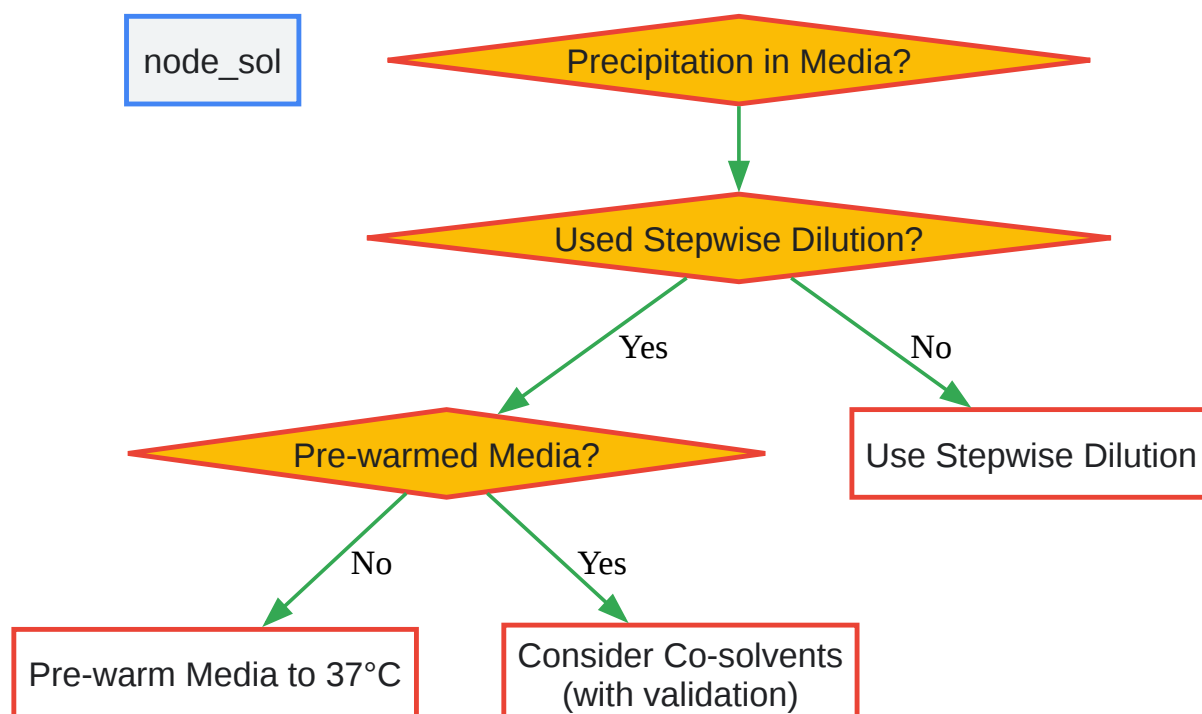 node_sol
Precipitation in Media?
Used Stepwise Dilution?
Yes
No
Pre-warmed Media?
Use Stepwise Dilution
No
Yes
Pre-warm Media to 37°C
Consider Co-solvents
(with validation)